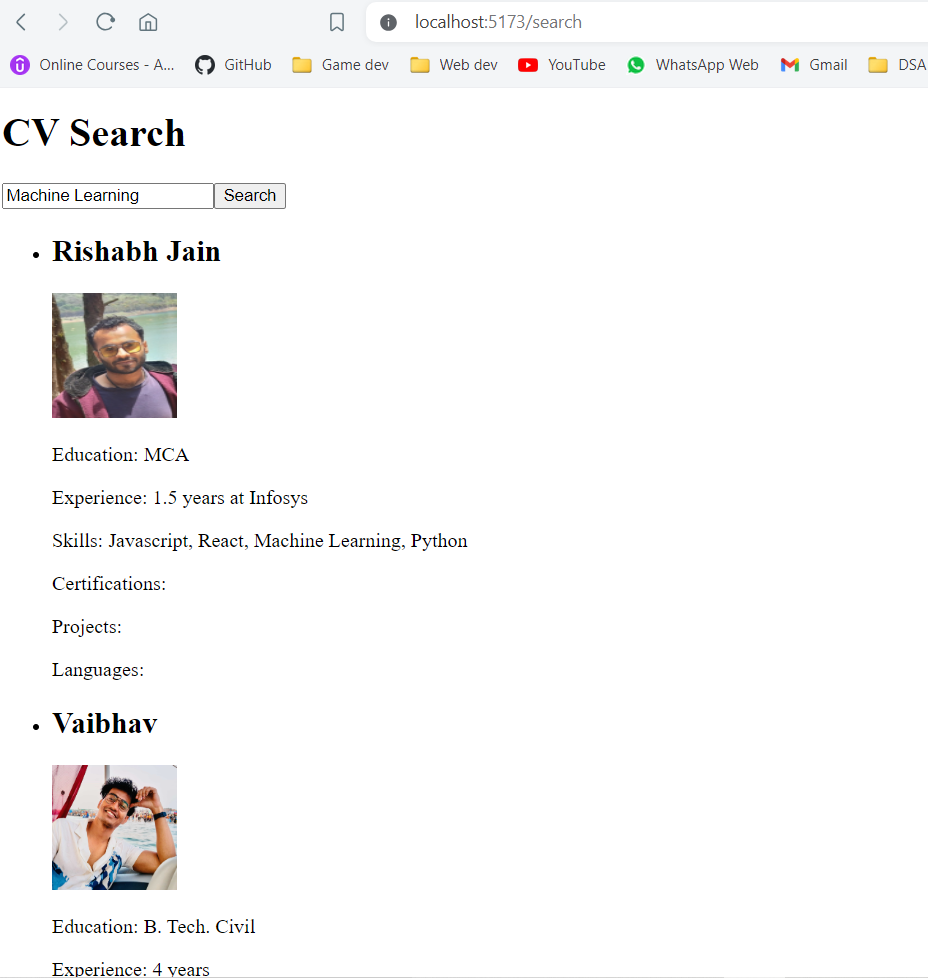 localhost:5173/search
Online Courses - A... GitHub Game dev Web dev YouTube WhatsApp Web Gmail DSA
CV Search
Machine Learning Search
Rishabh Jain
Education: MCA
Experience: 1.5 years at Infosys
Skills: Javascript, React, Machine Learning, Python
Certifications:
Projects:
Languages:
Vaibhav
Education: B. Tech. Civil
Experience: 4 years